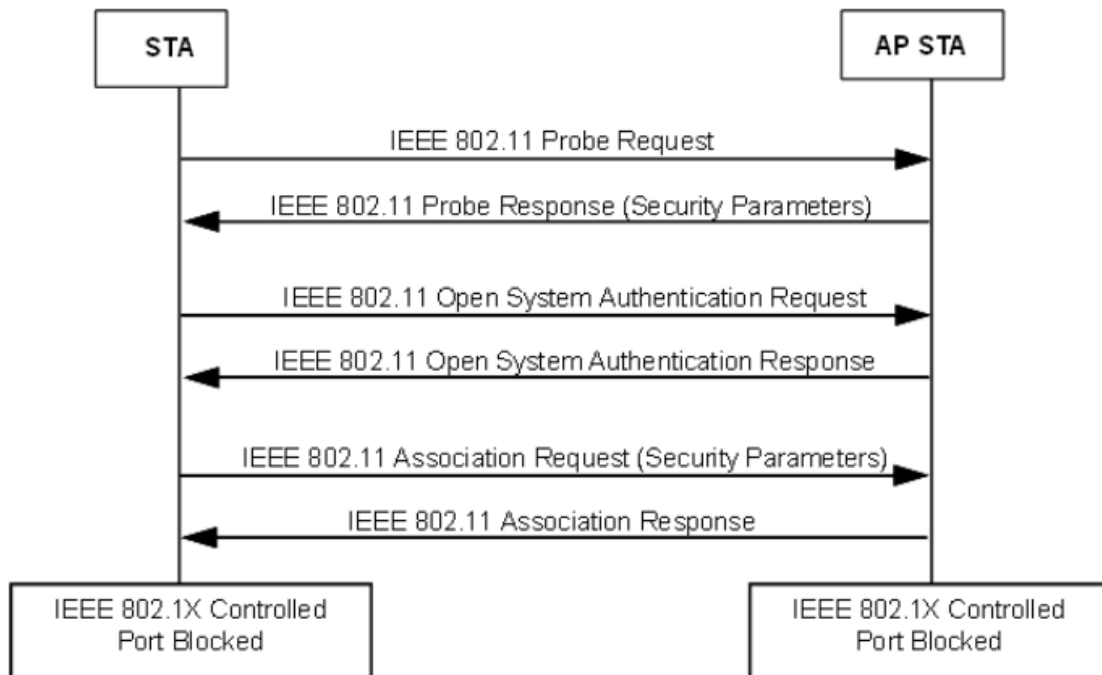 STA
AP STA
IEEE 802.11 Probe Request
IEEE 802.11 Probe Response (Security Parameters)
IEEE 802.11 Open System Authentication Request
IEEE 802.11 Open System Authentication Response
IEEE 802.11 Association Request (Security Parameters)
IEEE 802.11 Association Response
IEEE 802.1X Controlled
Port Blocked
IEEE 802.1X Controlled
Port Blocked